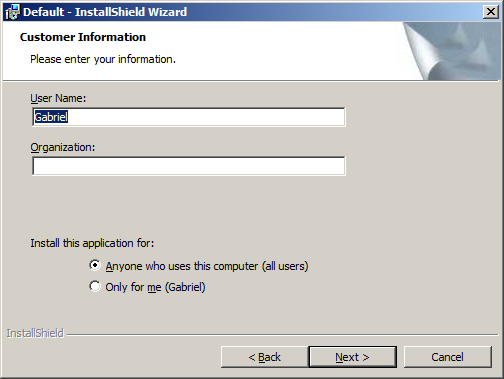 Default - InstallShield Wizard
Customer Information
Please enter your information.
User Name:
Gabriel
Organization:
Install this application for:
Anyone who uses this computer (all users)
Only for me (Gabriel)
InstallShield
< Back Next > Cancel